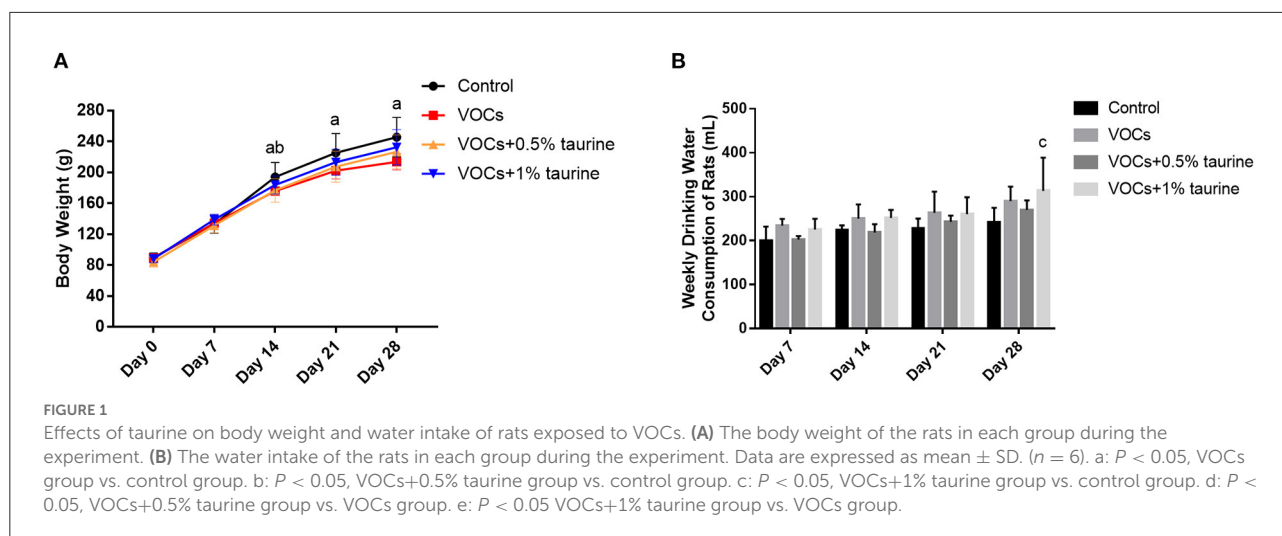 A
Control
VOCs
VOCs+0.5% taurine
VOCs+1% taurine
Body Weight (g)
280
240
200
160
120
80
40
0
ab
a
a
Day 0
Day 7
Day 14
Day 21
Day 28
B
Control
VOCs
VOCs+0.5% taurine
VOCs+1% taurine
Weekly Drinking Water
Consumption of Rats (mL)
500
400
300
200
100
0
c
Day 7
Day 14
Day 21
Day 28
FIGURE 1
Effects of taurine on body weight and water intake of rats exposed to VOCs. (A) The body weight of the rats in each group during the
experiment. (B) The water intake of the rats in each group during the experiment. Data are expressed as mean ± SD. (n = 6). a: P < 0.05, VOCs
group vs. control group. b: P < 0.05, VOCs+0.5% taurine group vs. control group. c: P < 0.05, VOCs+1% taurine group vs. control group. d: P <
0.05, VOCs+0.5% taurine group vs. VOCs group. e: P < 0.05 VOCs+1% taurine group vs. VOCs group.